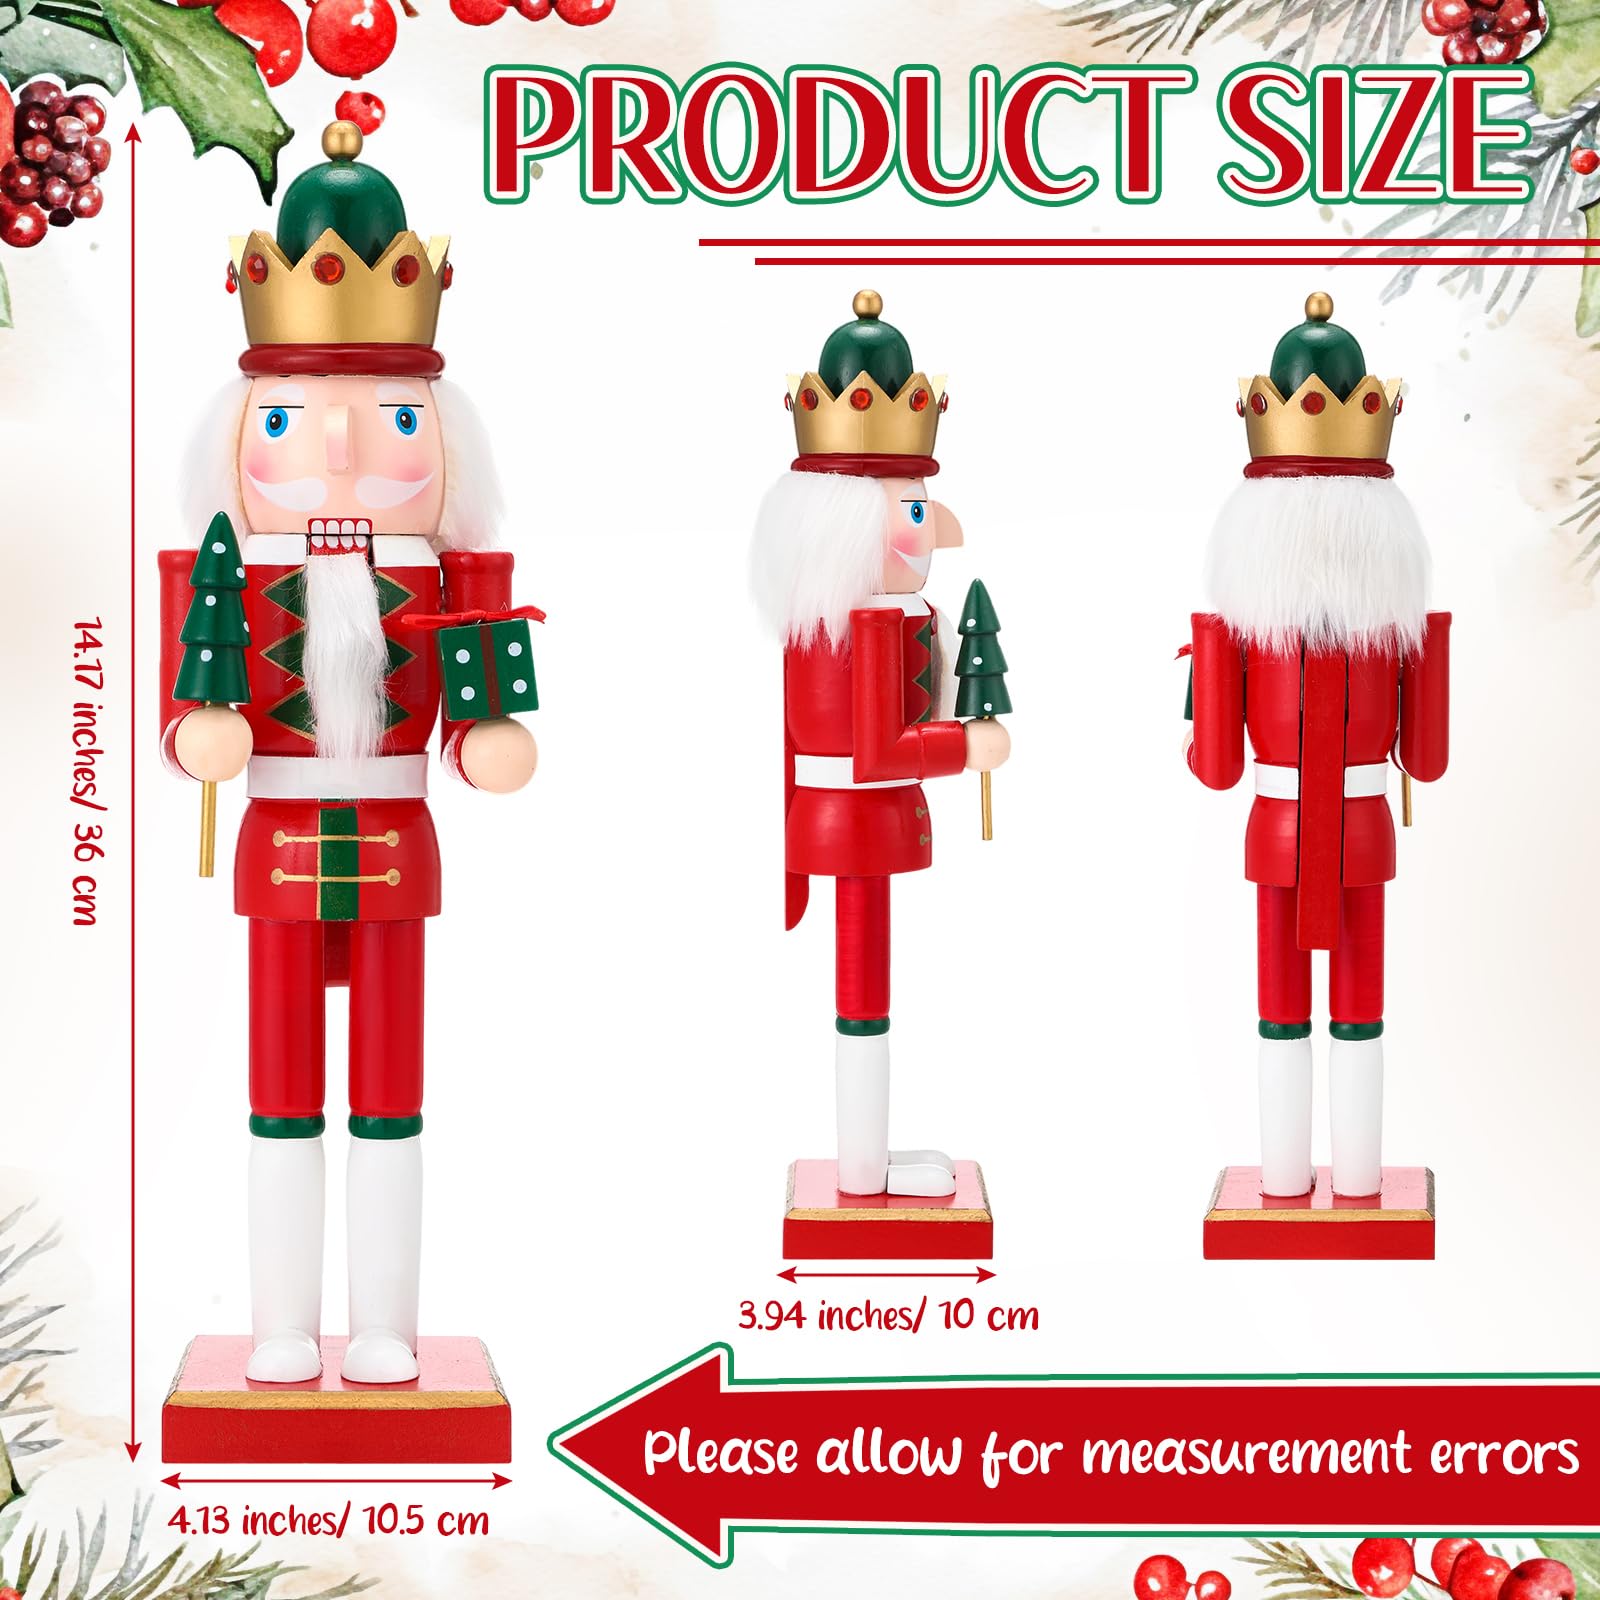 PRODUCT SIZE
14.17 inches/ 36 cm
3.94 inches/ 10 cm
Please allow for measurement errors
4.13 inches/ 10.5 cm